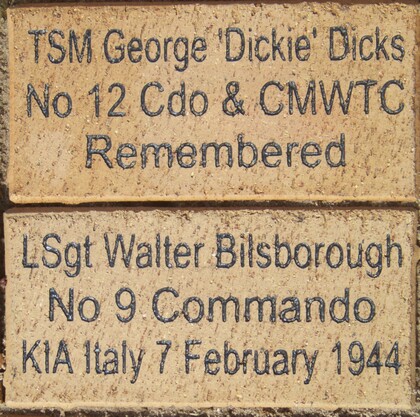 TSM George 'Dickie' Dicks
No 12 Cdo & CMWTC
Remembered
LSgt Walter Bilsborough
No 9 Commando
KIA Italy 7 February 1944